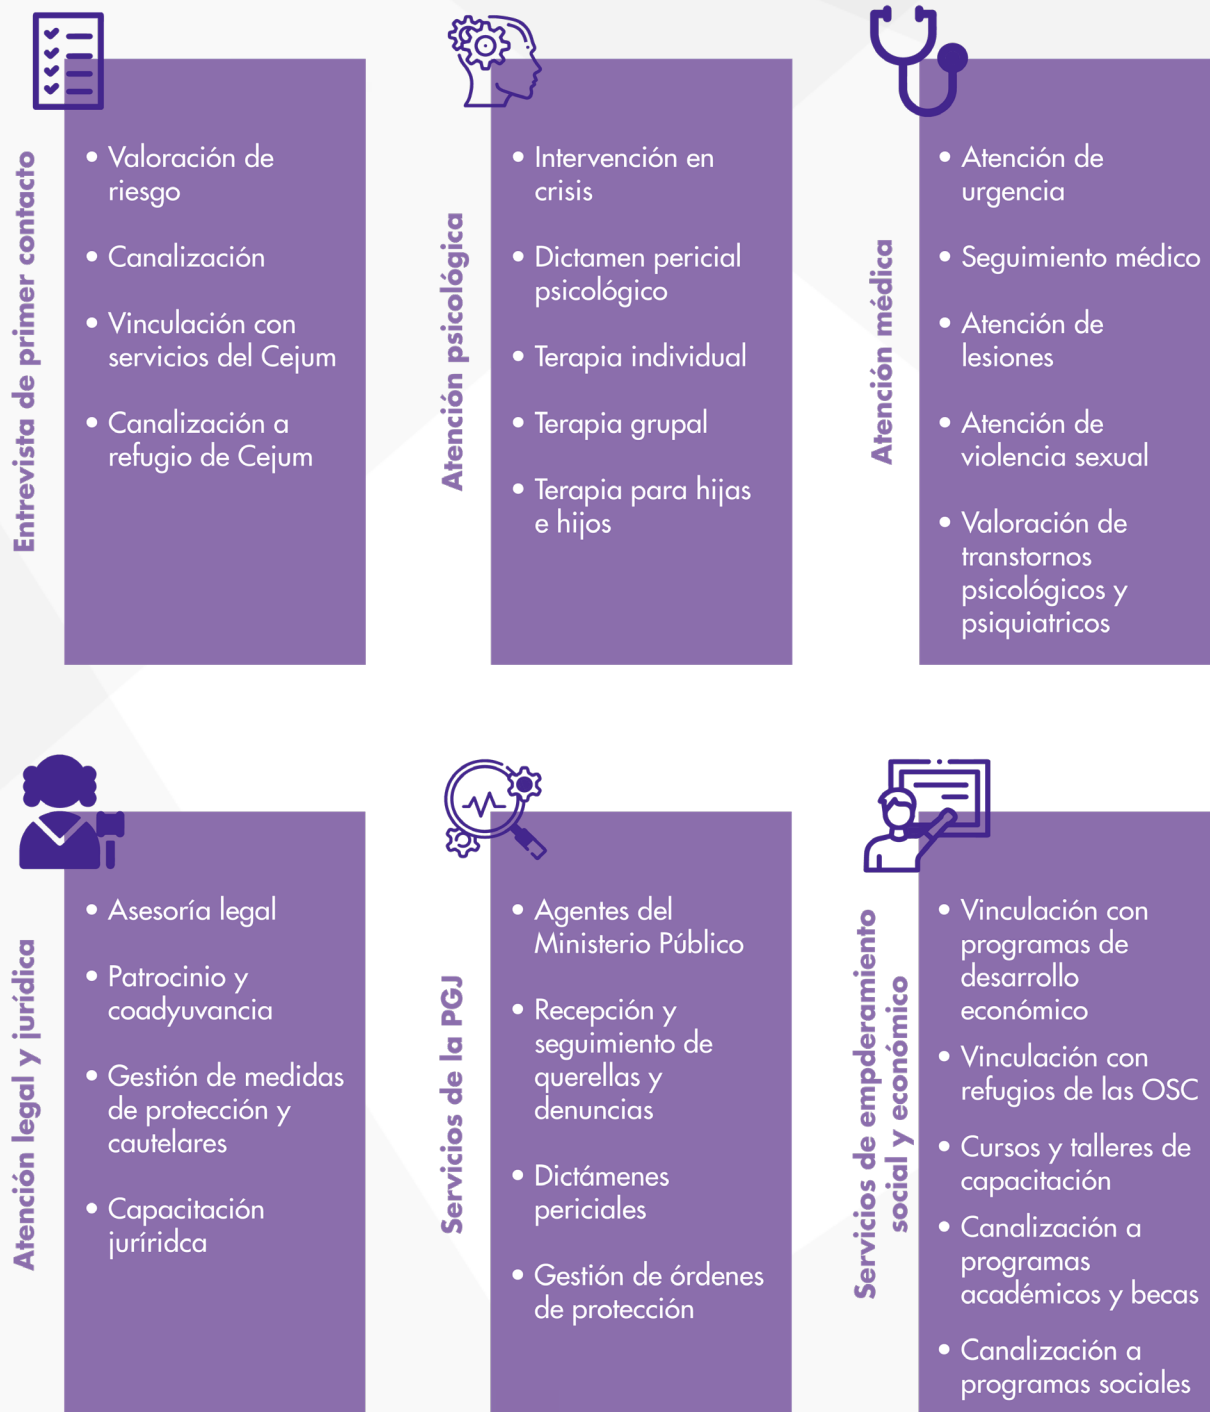 Entrevista de primer contacto
• Valoración de
riesgo
• Canalización
• Vinculación con
servicios del Cejum
• Canalización a
refugio de Cejum
Atención psicológica
• Intervención en
crisis
• Dictamen pericial
psicológico
• Terapia individual
• Terapia grupal
• Terapia para hijas
e hijos
Atención médica
• Atención de
urgencia
• Seguimiento médico
• Atención de
lesiones
• Atención de
violencia sexual
• Valoración de
transtornos
psicológicos y
psiquiatricos
Atención legal y jurídica
• Asesoría legal
• Patrocinio y
coadyuvancia
• Gestión de medidas
de protección y
cautelares
• Capacitación
juríridca
Servicios de la PGJ
• Agentes del
Ministerio Público
• Recepción y
seguimiento de
querellas y
denuncias
• Dictámenes
periciales
• Gestión de órdenes
de protección
Servicios de empderamiento
social y económico
• Vinculación con
programas de
desarrollo
económico
• Vinculación con
refugios de las OSC
• Cursos y talleres de
capacitación
• Canalización a
programas
académicos y becas
• Canalización a
programas sociales